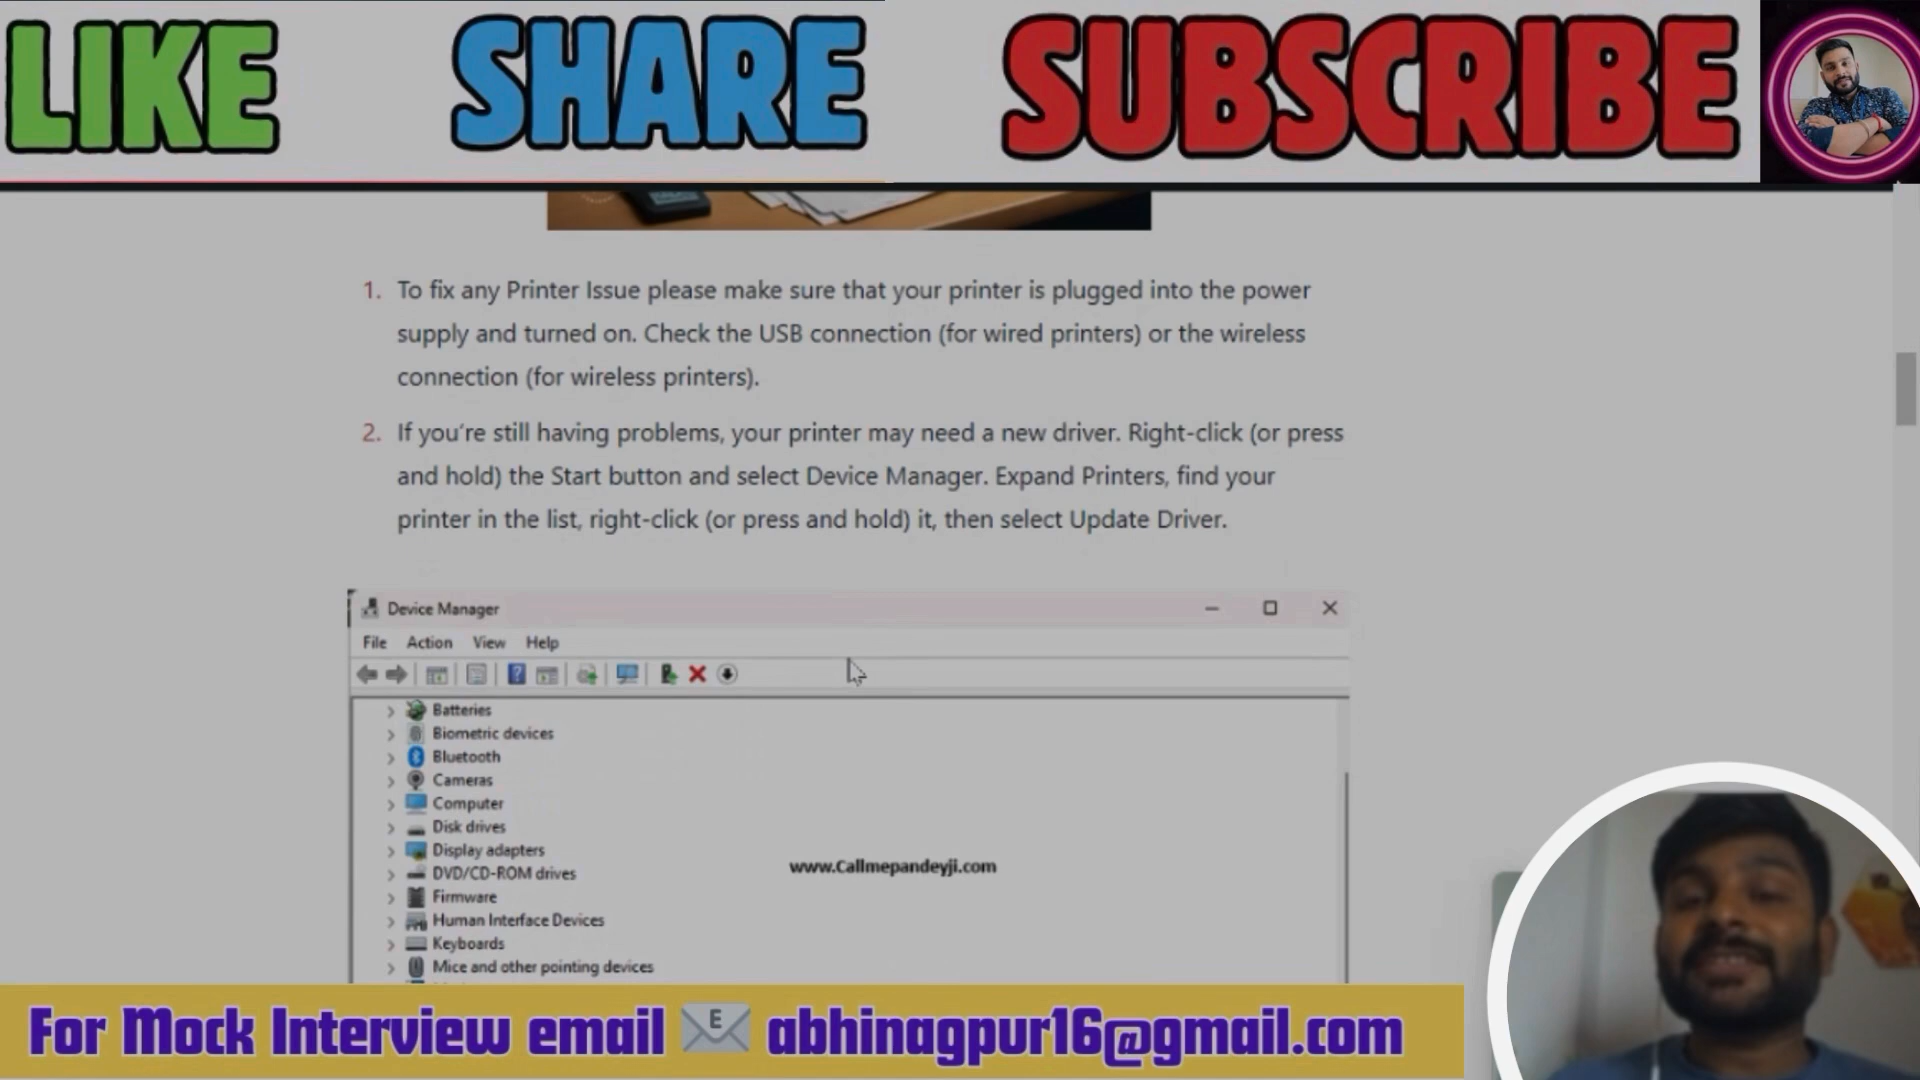 LIKE SHARE SUBSCRIBE
1. To fix any Printer Issue please make sure that your printer is plugged into the power
supply and turned on. Check the USB connection (for wired printers) or the wireless
connection (for wireless printers).
2. If you're still having problems, your printer may need a new driver. Right-click (or press
and hold) the Start button and select Device Manager. Expand Printers, find your
printer in the list, right-click (or press and hold) it, then select Update Driver.
Device Manager
File Action View Help
Batteries
Biometric devices
Bluetooth
Cameras
Computer
Disk drives
Display adapters
www.Callmepandeyji.com
DVD/CD-ROM drives
Firmware
Human Interface Devices
Keyboards
Mice and other pointing devices
For Mock Interview email E abhinagpur16@gmail.com